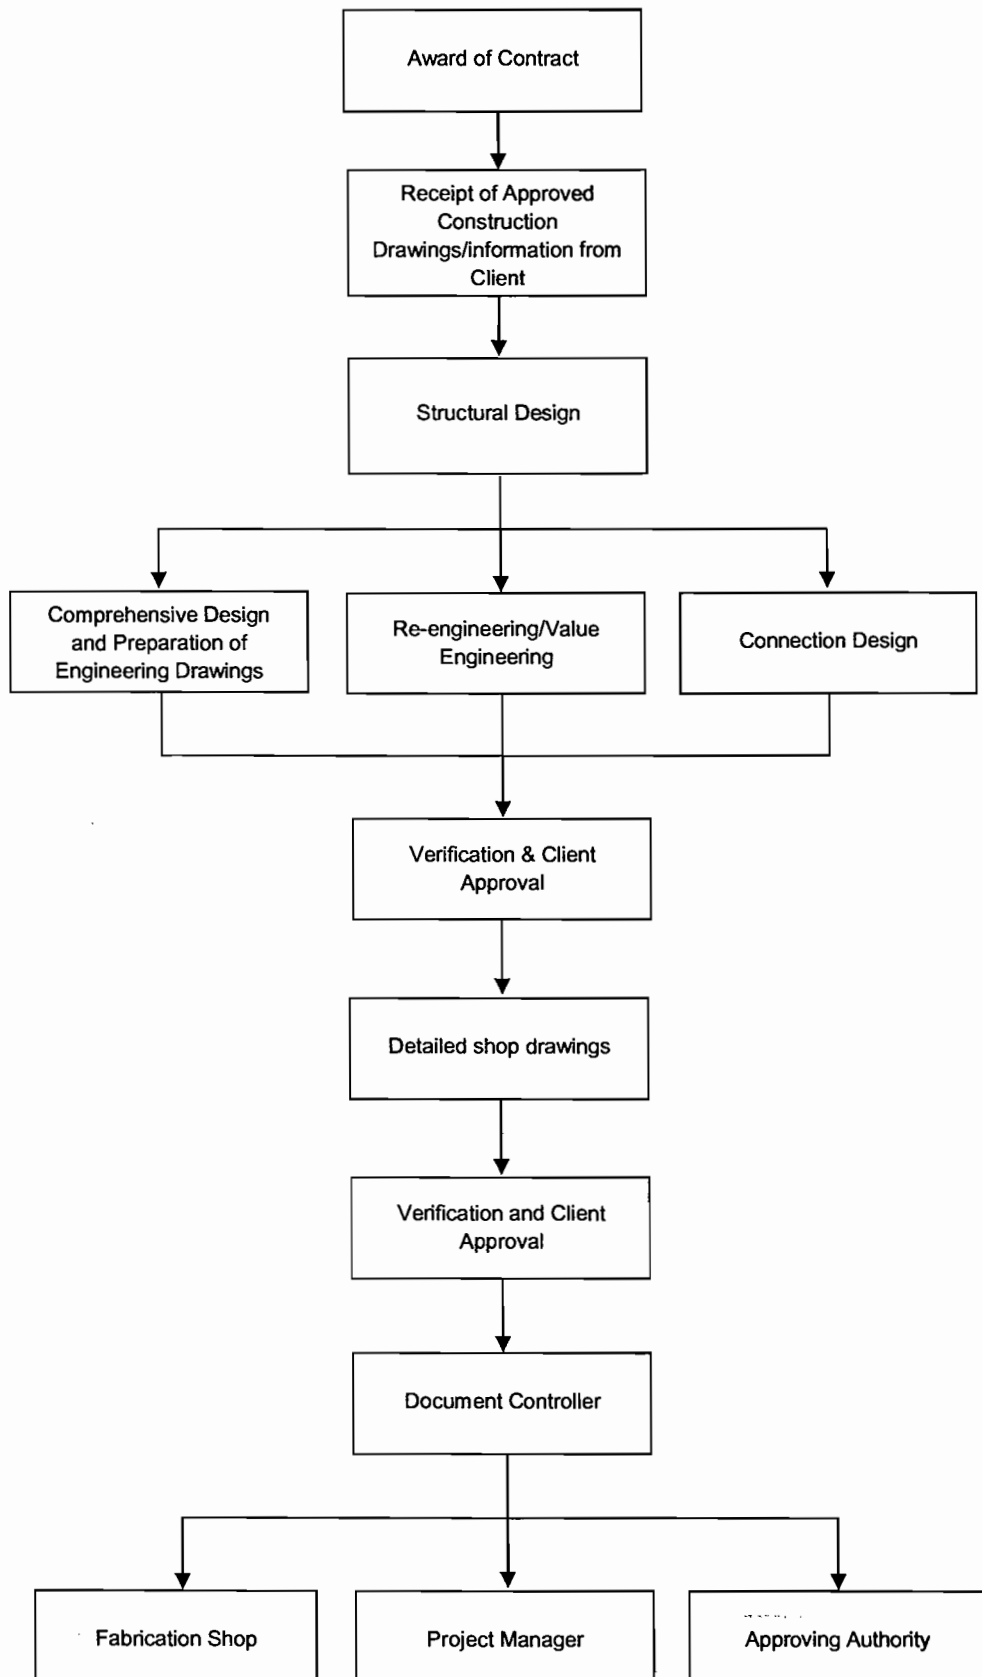 Award of Contract
Receipt of Approved
Construction
Drawings/information from
Client
Structural Design
Comprehensive Design
and Preparation of
Engineering Drawings
Re-engineering/Value
Engineering
Connection Design
Verification & Client
Approval
Detailed shop drawings
Verification and Client
Approval
Document Controller
Fabrication Shop
Project Manager
Approving Authority